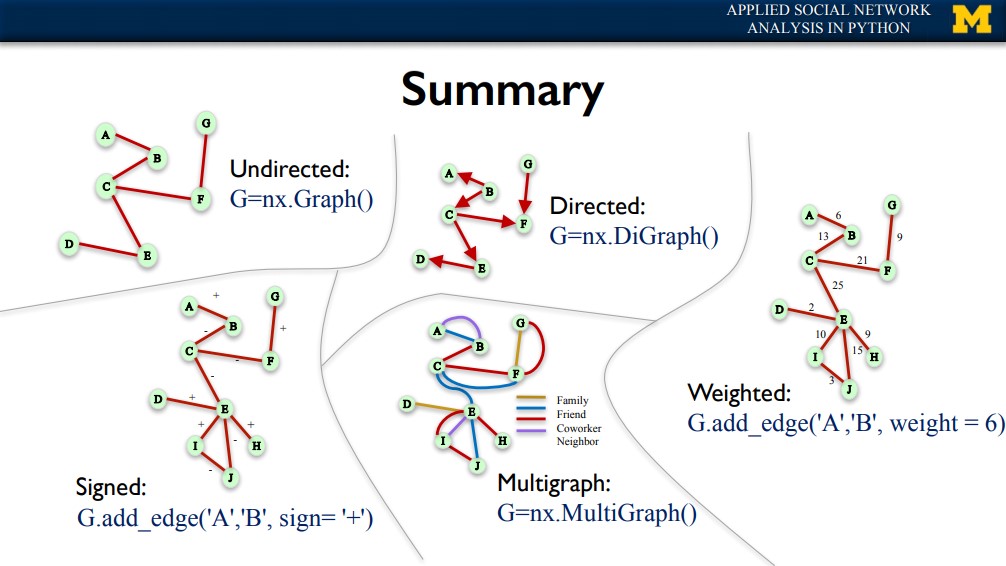 APPLIED SOCIAL NETWORK
ANALYSIS IN PYTHON
M
Summary
A
B
C
D
E
F
G
Undirected:
G=nx.Graph()
A
B
C
D
E
F
G
Directed:
G=nx.DiGraph()
A
B
C
D
E
F
G
I
H
J
6
13
21
9
25
2
10
9
15
3
Weighted:
G.add_edge('A','B', weight = 6)
A
B
C
D
E
F
G
I
H
J
+
-
-
+
-
+
+
-
+
-
Signed:
G.add_edge('A','B', sign= '+')
A
B
C
D
E
F
G
I
H
J
Family
Friend
Coworker
Neighbor
Multigraph:
G=nx.MultiGraph()